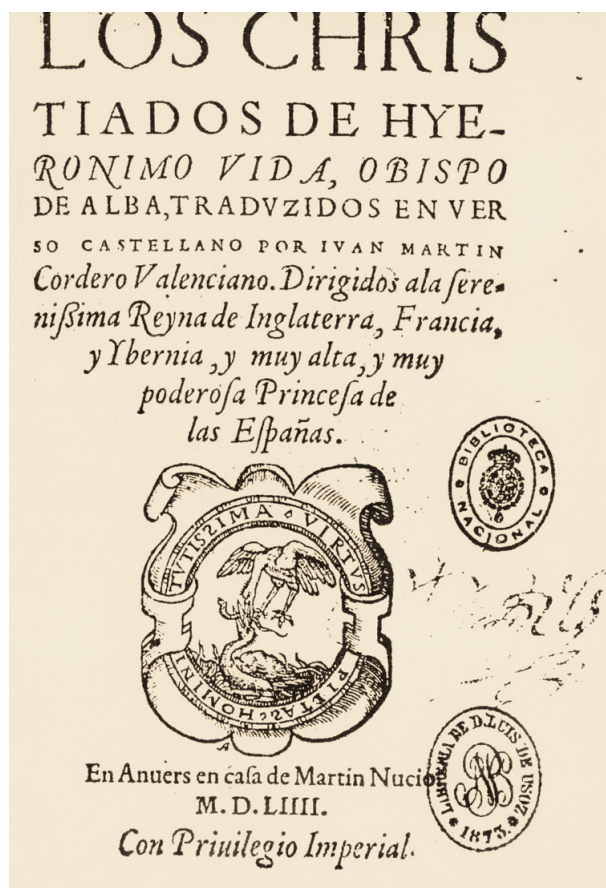 LOS CHRIS
TIADOS DE HYE-
RONIMO VIDA, OBISPO
DE ALBA,TRADVZIDOS EN VER
SO CASTELLANO POR IVAN MARTIN
Cordero Valenciano. Dirigidos ala ſere-
niſſima Reyna de Inglaterra, Francia,
y Ybernia , y muy alta, y muy
poderoſa Princeſa de
las Eſpañas.
BIBLIOTECA
NACIONAL
TVTISZIMA VIRTVS
PIETAS HOMINI
En Anuers en caſa de Martin Nucio
M. D. LIIII.
Con Priuilegio Imperial.
LIBRERIA DE D. LUIS DE USOZ
1873.